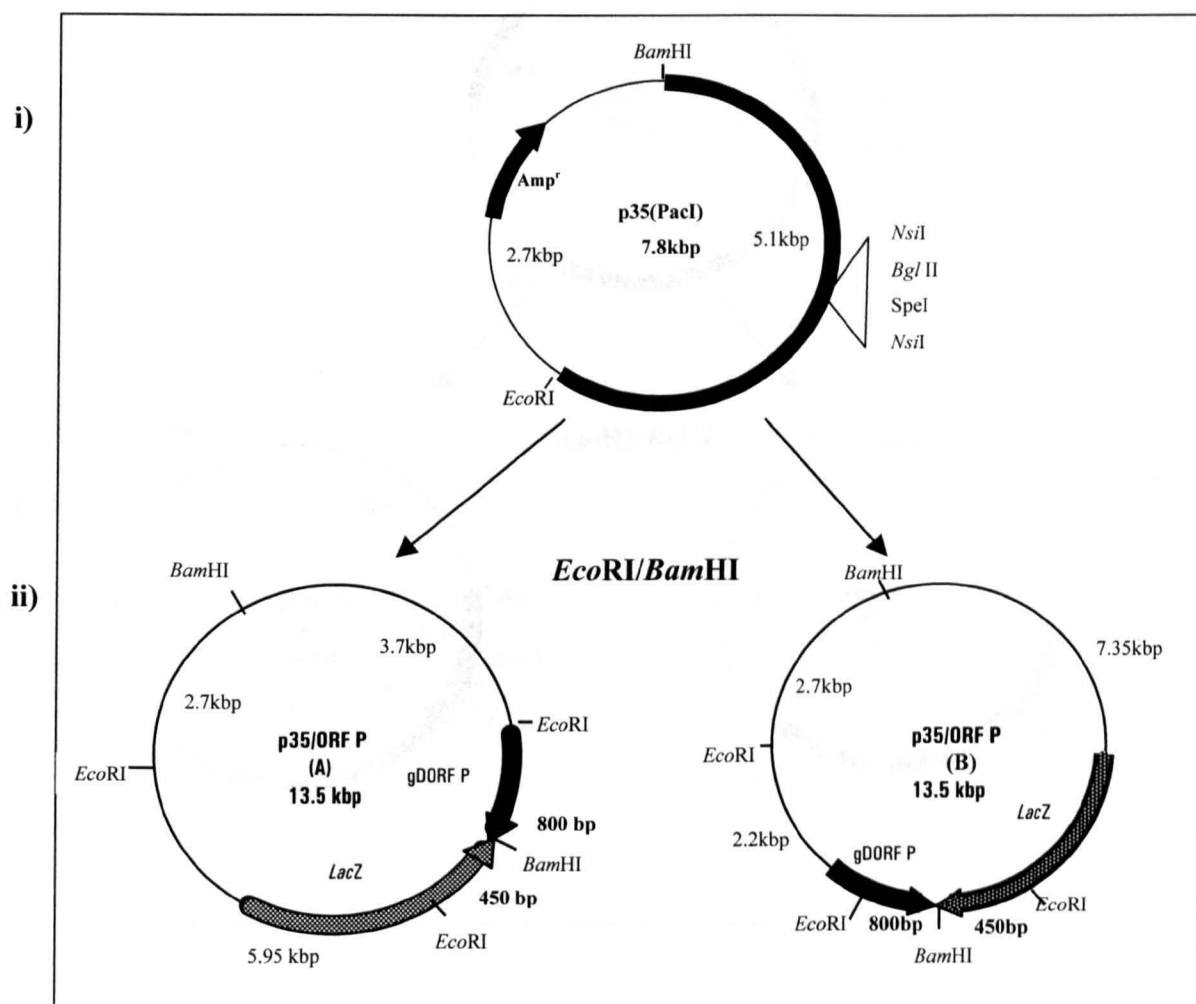 i)
BamHI
Ampʳ
p35(PacI)
7.8kbp
5.1kbp
2.7kbp
NsiI
Bgl II
SpeI
NsiI
EcoRI
ii)
EcoRI/BamHI
BamHI
3.7kbp
2.7kbp
EcoRI
EcoRI
p35/ORF P
(A)
13.5 kbp
gDORF P
800 bp
BamHI
LacZ
450 bp
EcoRI
5.95 kbp
BamHI
7.35kbp
2.7kbp
EcoRI
p35/ORF P
(B)
13.5 kbp
LacZ
2.2kbp
gDORF P
EcoRI
800bp
450bp
EcoRI
BamHI